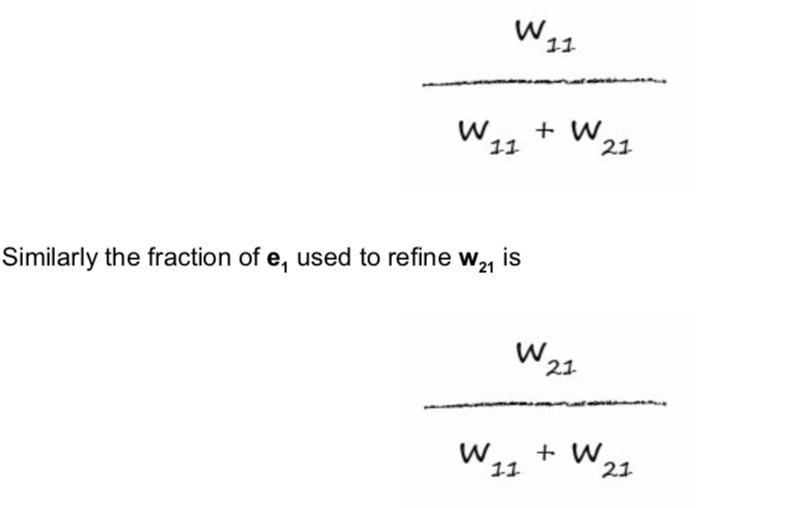 w₁₁
w₁₁ + w₂₁
Similarly the fraction of e₁ used to refine w₂₁ is
w₂₁
w₁₁ + w₂₁